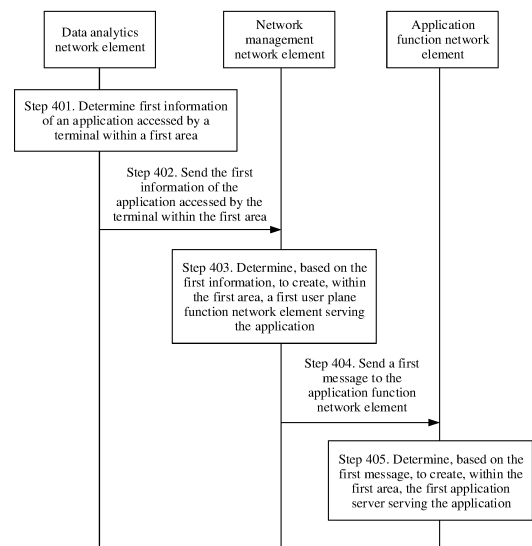 Data analytics
network element
Network
management
network element
Application
function network
element
Step 401. Determine first information
of an application accessed by a
terminal within a first area
Step 402. Send the first
information of the
application accessed by the
terminal within the first area
Step 403. Determine, based on the
first information, to create, within
the first area, a first user plane
function network element serving
the application
Step 404. Send a first
message to the
application function
network element
Step 405. Determine, based on the
first message, to create, within the
first area, the first application
server serving the application